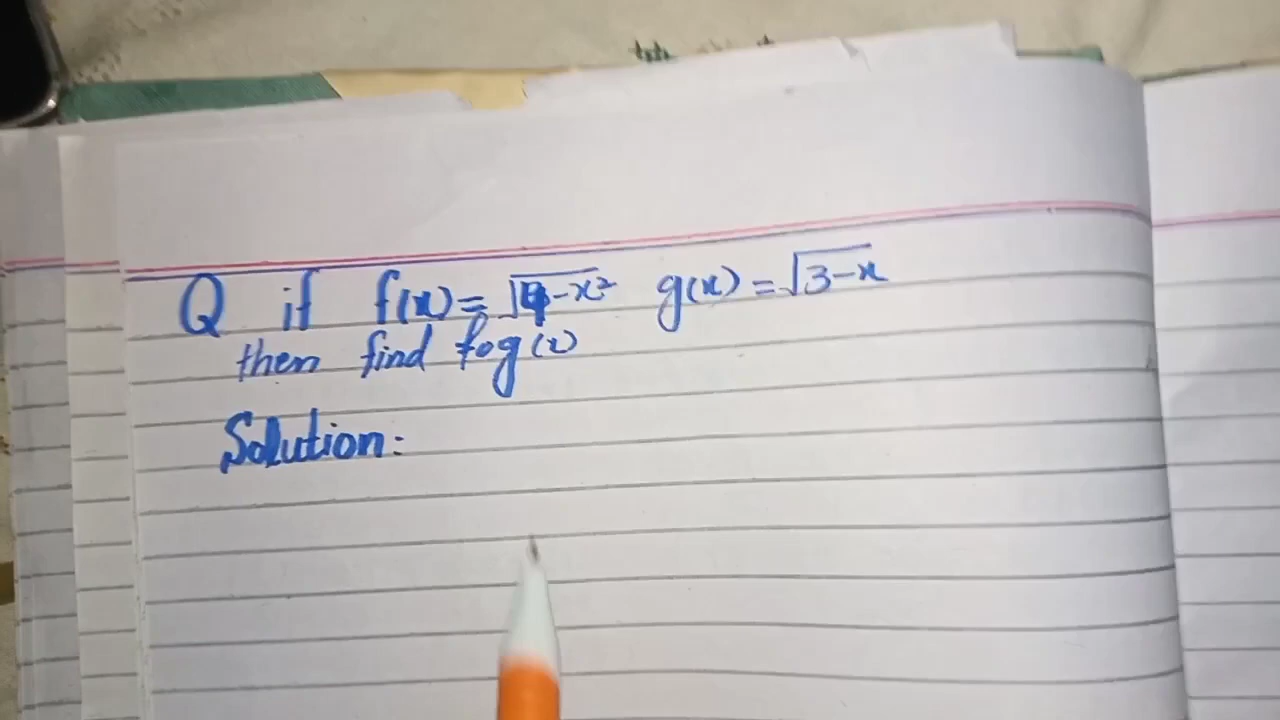 Q if f(x) = √4-x² g(x) = √3-x
then find fog(x)
Solution: